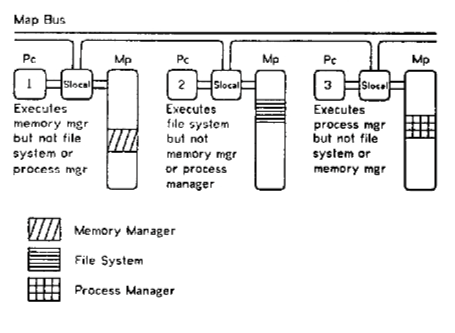 Map Bus
Pc Mp Pc Mp Pc Mp
1 Slocal 2 Slocal 3 Slocal
Executes
memory mgr
but not file
system or
process mgr
Executes
file system
but not
memory mgr
or process
manager
Executes
process mgr
but not file
system or
memory mgr
Memory Manager
File System
Process Manager